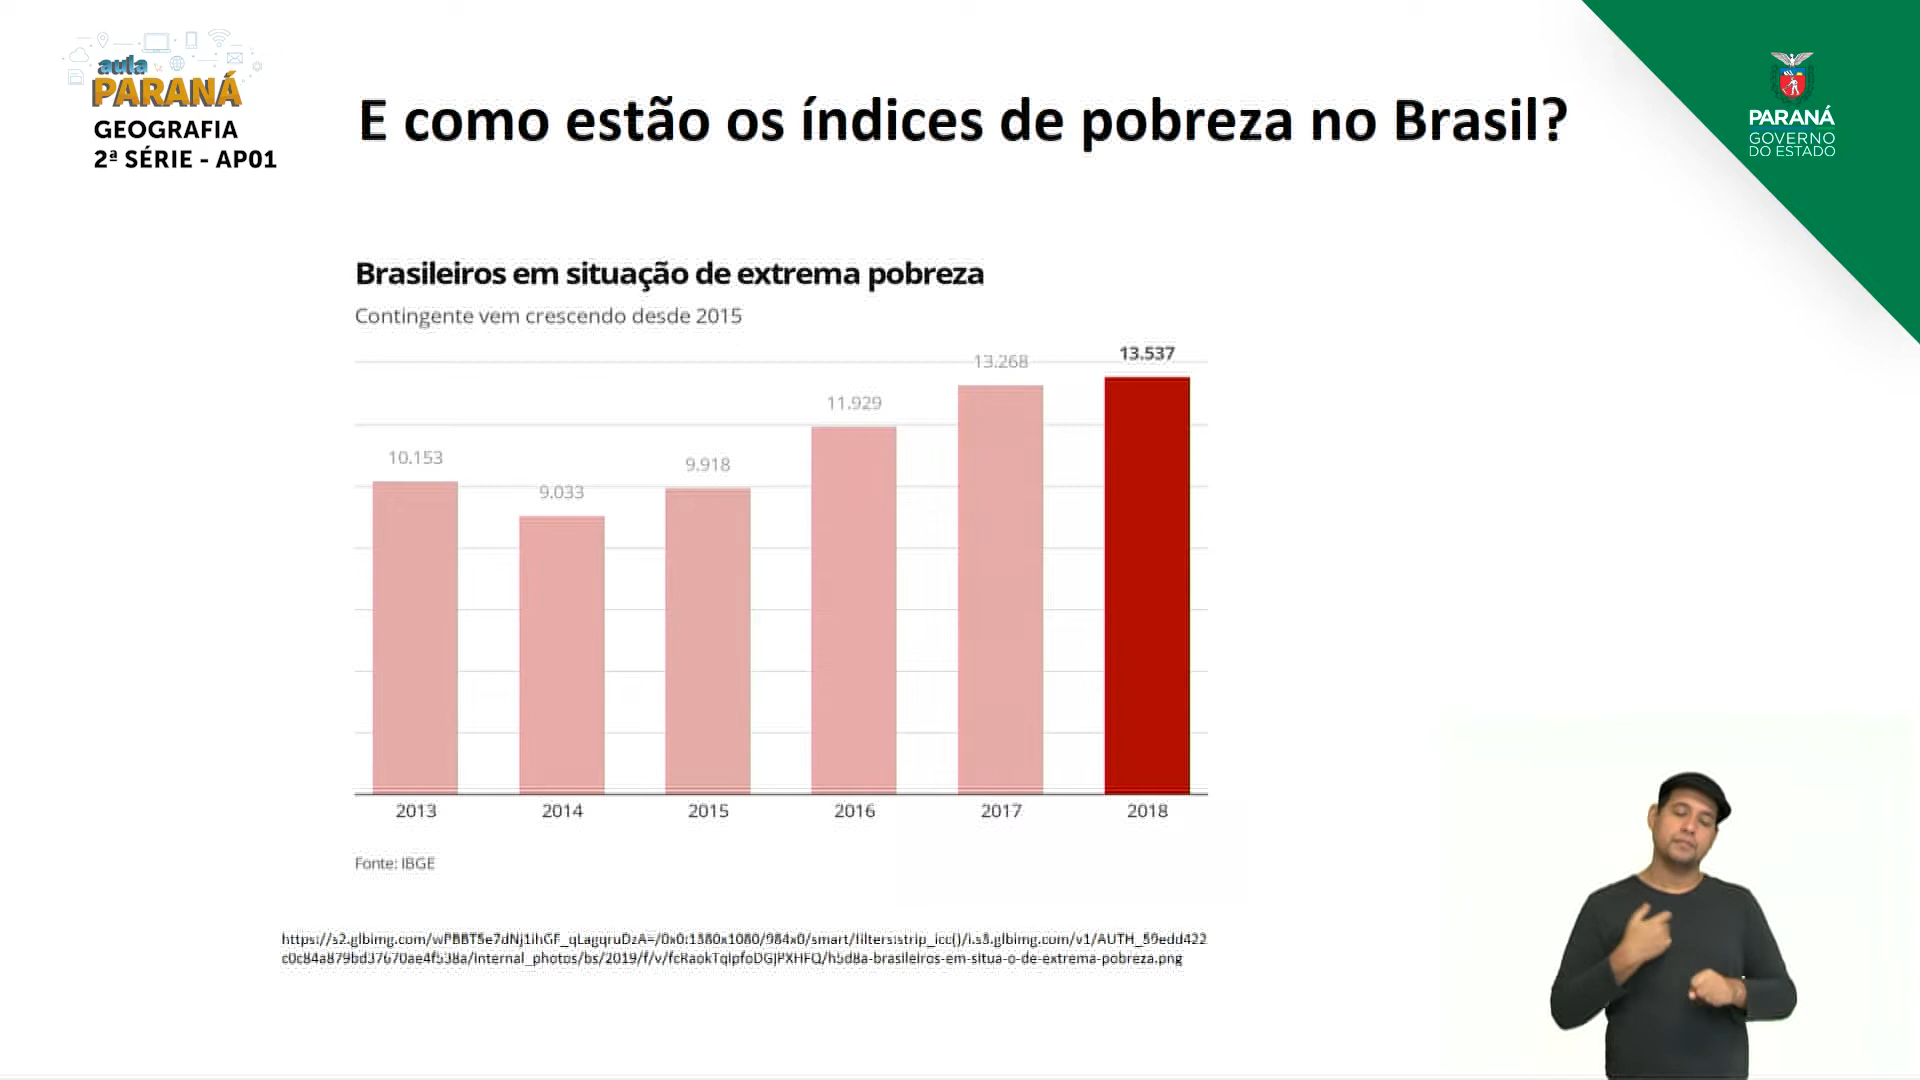 aula
PARANÁ
GEOGRAFIA
2ª SÉRIE - AP01
E como estão os índices de pobreza no Brasil?
PARANÁ
GOVERNO
DO ESTADO
Brasileiros em situação de extrema pobreza
Contingente vem crescendo desde 2015
10.153
9.033
9.918
11.929
13.268
13.537
2013 2014 2015 2016 2017 2018
Fonte: IBGE